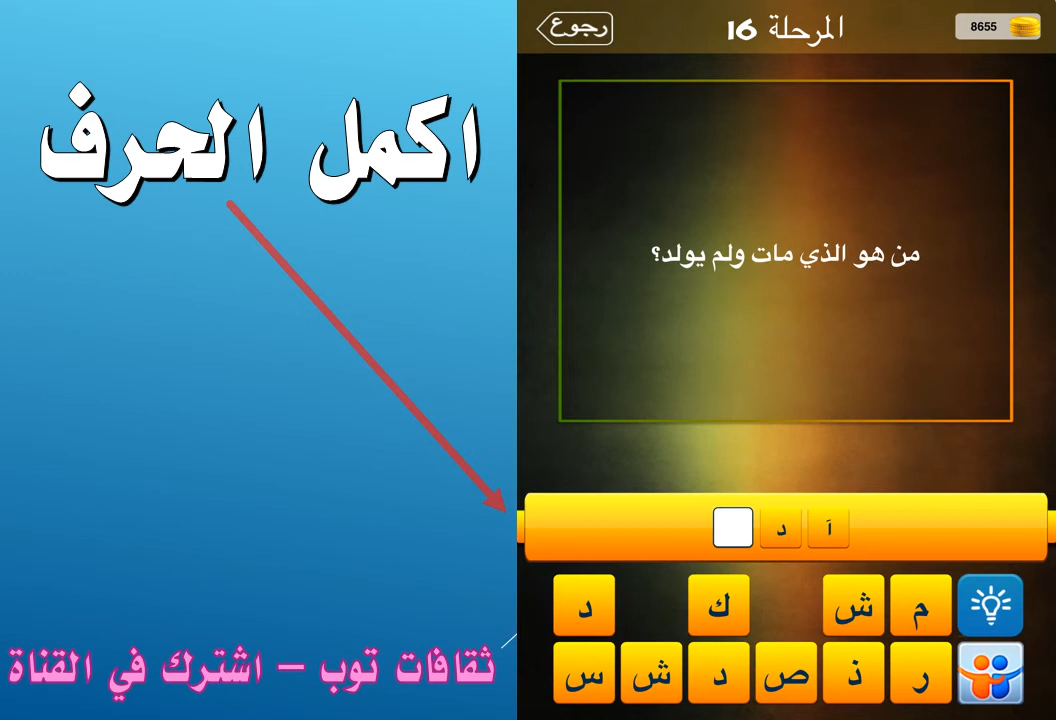 اكمل الحرف
ثقافات توب – اشترك في القناة
رجوع
المرحلة 16
8655
من هو الذي مات ولم يولد؟
آ د
م ش ك د
ر ذ ص د ش س